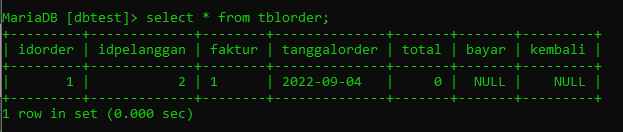 MariaDB [dbtest]> select * from tblorder;
+---------+-------------+--------+--------------+-------+-------+---------+
| idorder | idpelanggan | faktur | tanggalorder | total | bayar | kembali |
+---------+-------------+--------+--------------+-------+-------+---------+
|       1 |           2 | 1      | 2022-09-04   |     0 |  NULL |    NULL |
+---------+-------------+--------+--------------+-------+-------+---------+
1 row in set (0.000 sec)